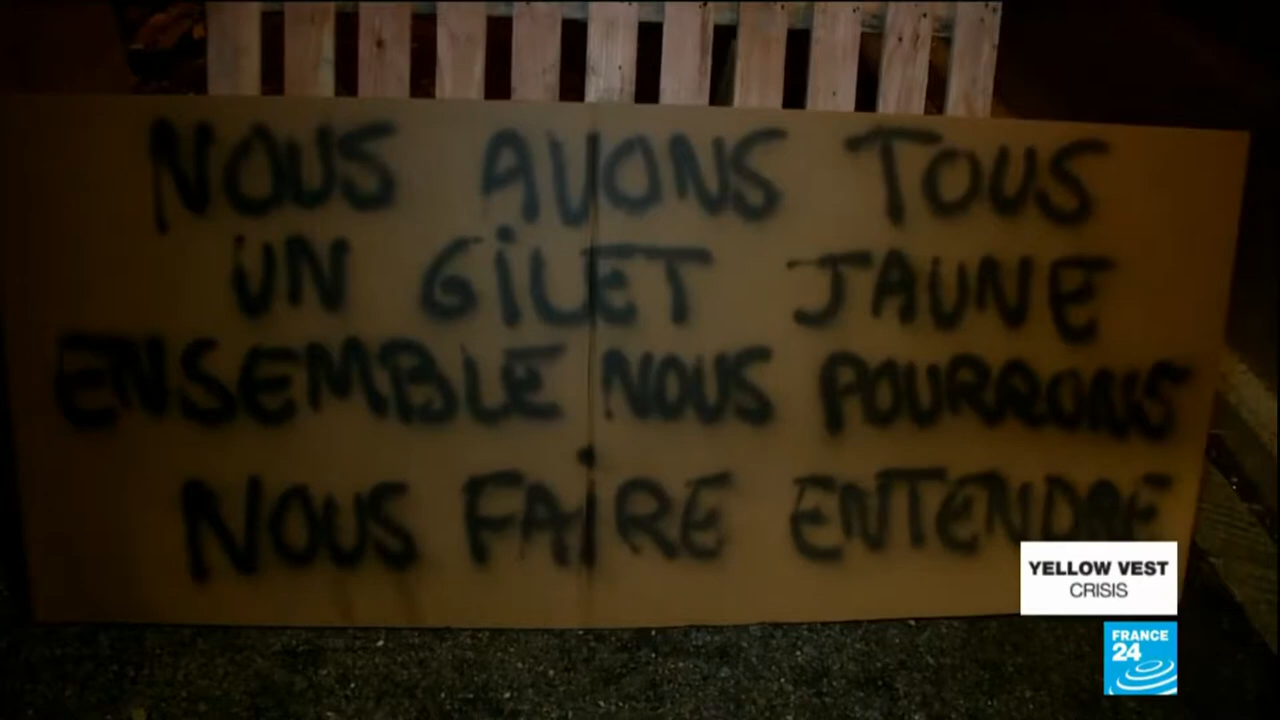 NOUS AVONS TOUS
UN GiLET JAUNE
ENSEMBLE NOUS POURRONS
NOUS FAiRE ENTENDRE
YELLOW VEST
CRISIS
FRANCE
24